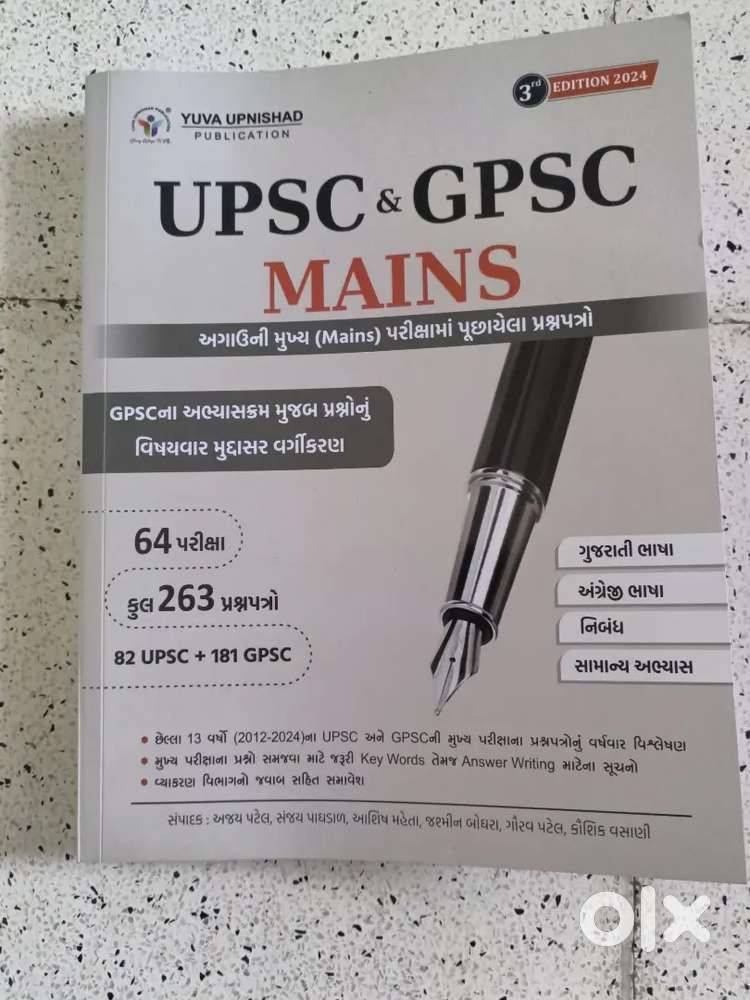 3rd EDITION 2024
YUVA UPNISHAD
PUBLICATION
UPSC & GPSC
MAINS
અગાઉની મુખ્ય (Mains) પરીક્ષામાં પૂછાયેલા પ્રશ્નપત્રો
GPSCના અભ્યાસક્રમ મુજબ પ્રશ્નોનું
વિષયવાર મુદ્દાસર વર્ગીકરણ
64 પરીક્ષા
કુલ 263 પ્રશ્નપત્રો
82 UPSC + 181 GPSC
ગુજરાતી ભાષા
અંગ્રેજી ભાષા
નિબંધ
સામાન્ય અભ્યાસ
• છેલ્લા 13 વર્ષો (2012-2024)ના UPSC અને GPSCની મુખ્ય પરીક્ષાના પ્રશ્નપત્રોનું વર્ષવાર વિશ્લેષણ
• મુખ્ય પરીક્ષાના પ્રશ્નો સમજવા માટે જરૂરી Key Words તેમજ Answer Writing માટેના સૂચનો
• વ્યાકરણ વિભાગનો જવાબ સહિત સમાવેશ
સંપાદક : અજય પટેલ, સંજય પાઘડાળ, આશિષ મહેતા, જશ્મીન બોઘરા, ગૌરવ પટેલ, કૌશિક વસાણી
olx